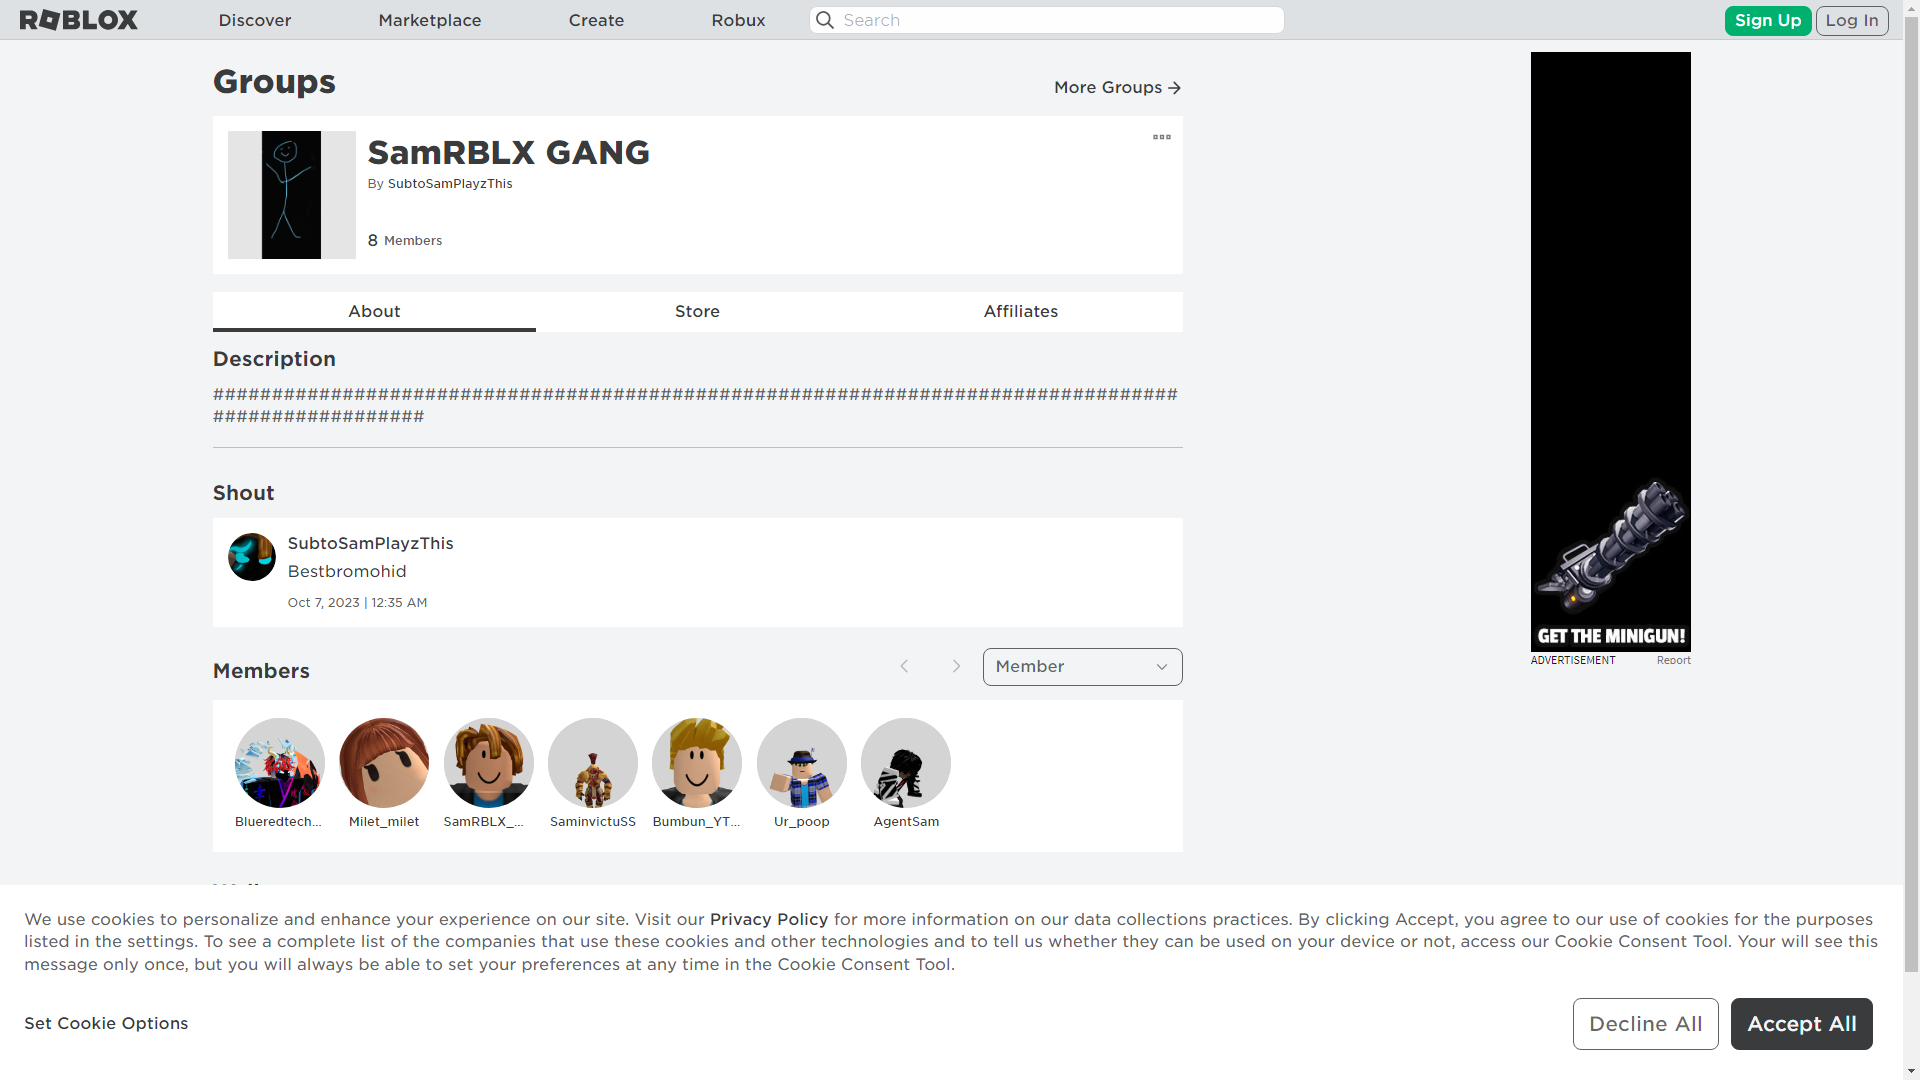 ROBLOX Discover Marketplace Create Robux Search Sign Up Log In
Groups
More Groups
SamRBLX GANG
By SubtoSamPlayzThis
8 Members
About Store Affiliates
Description
##################################################################################
##################
Shout
SubtoSamPlayzThis
Bestbromohid
Oct 7, 2023 | 12:35 AM
Members
Member
Blueredtech... Milet_milet SamRBLX_... SaminvictuSS Bumbun_YT... Ur_poop AgentSam
GET THE MINIGUN!
ADVERTISEMENT Report
We use cookies to personalize and enhance your experience on our site. Visit our Privacy Policy for more information on our data collections practices. By clicking Accept, you agree to our use of cookies for the purposes
listed in the settings. To see a complete list of the companies that use these cookies and other technologies and to tell us whether they can be used on your device or not, access our Cookie Consent Tool. Your will see this
message only once, but you will always be able to set your preferences at any time in the Cookie Consent Tool.
Set Cookie Options
Decline All
Accept All